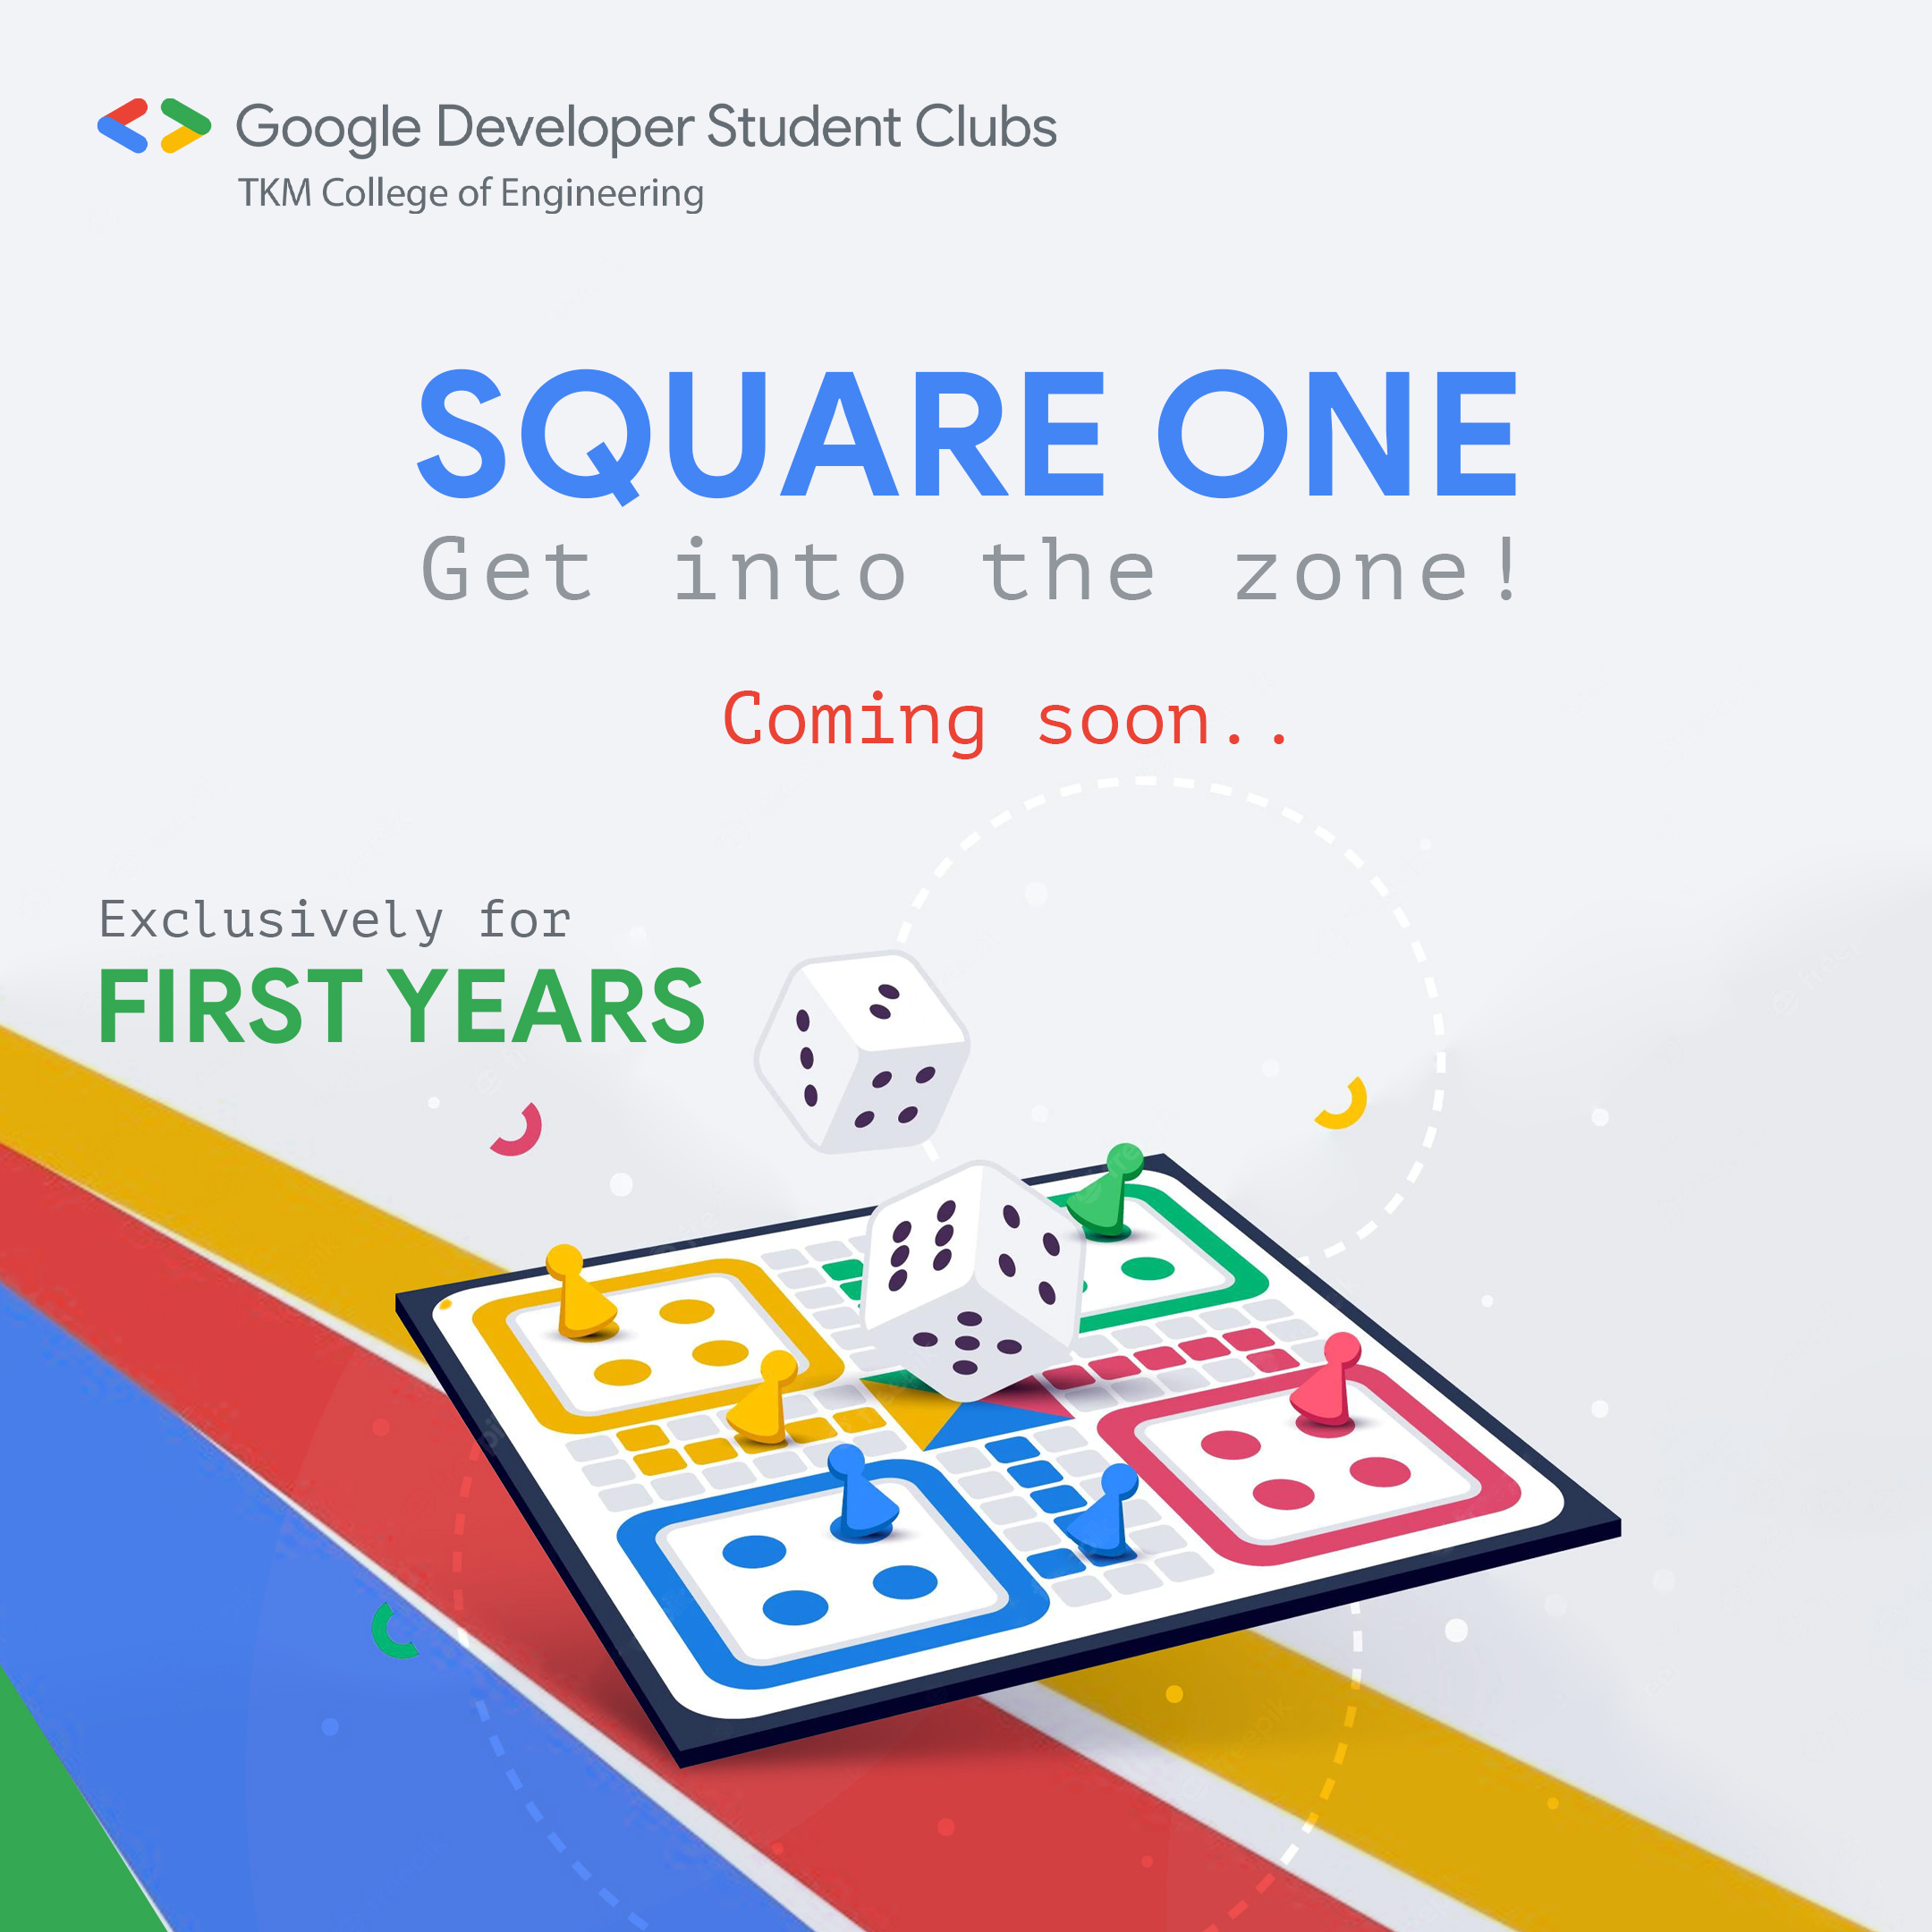 Google Developer Student Clubs
TKM College of Engineering
SQUARE ONE
Get into the zone!
Coming soon..
Exclusively for
FIRST YEARS